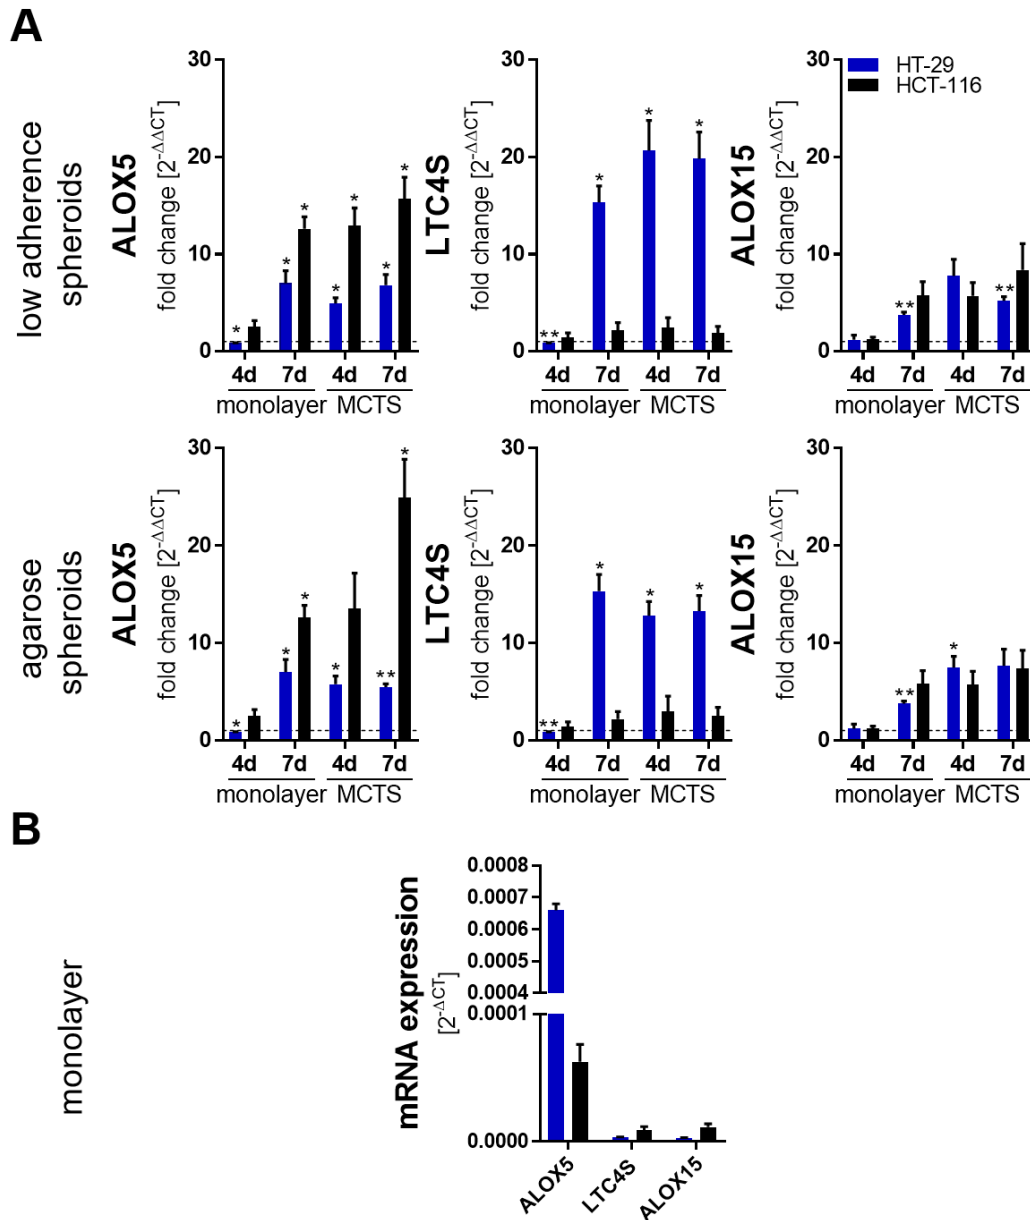 A
low adherence
spheroids
ALOX5
fold change [2-ΔΔCT]
30
20
10
0
*
*
*
*
*
*
*
4d
7d
4d
7d
monolayer
MCTS
LTC4S
fold change [2-ΔΔCT]
30
20
10
0
**
*
*
*
4d
7d
4d
7d
monolayer
MCTS
ALOX15
fold change [2-ΔΔCT]
30
20
10
0
HT-29
HCT-116
**
**
4d
7d
4d
7d
monolayer
MCTS
agarose
spheroids
ALOX5
fold change [2-ΔΔCT]
30
20
10
0
*
*
*
*
**
*
4d
7d
4d
7d
monolayer
MCTS
LTC4S
fold change [2-ΔΔCT]
30
20
10
0
**
*
*
*
4d
7d
4d
7d
monolayer
MCTS
ALOX15
fold change [2-ΔΔCT]
30
20
10
0
**
*
4d
7d
4d
7d
monolayer
MCTS
B
monolayer
mRNA expression
[2-ΔCT]
0.0008
0.0007
0.0006
0.0005
0.0004
0.0001
0.0000
ALOX5
LTC4S
ALOX15